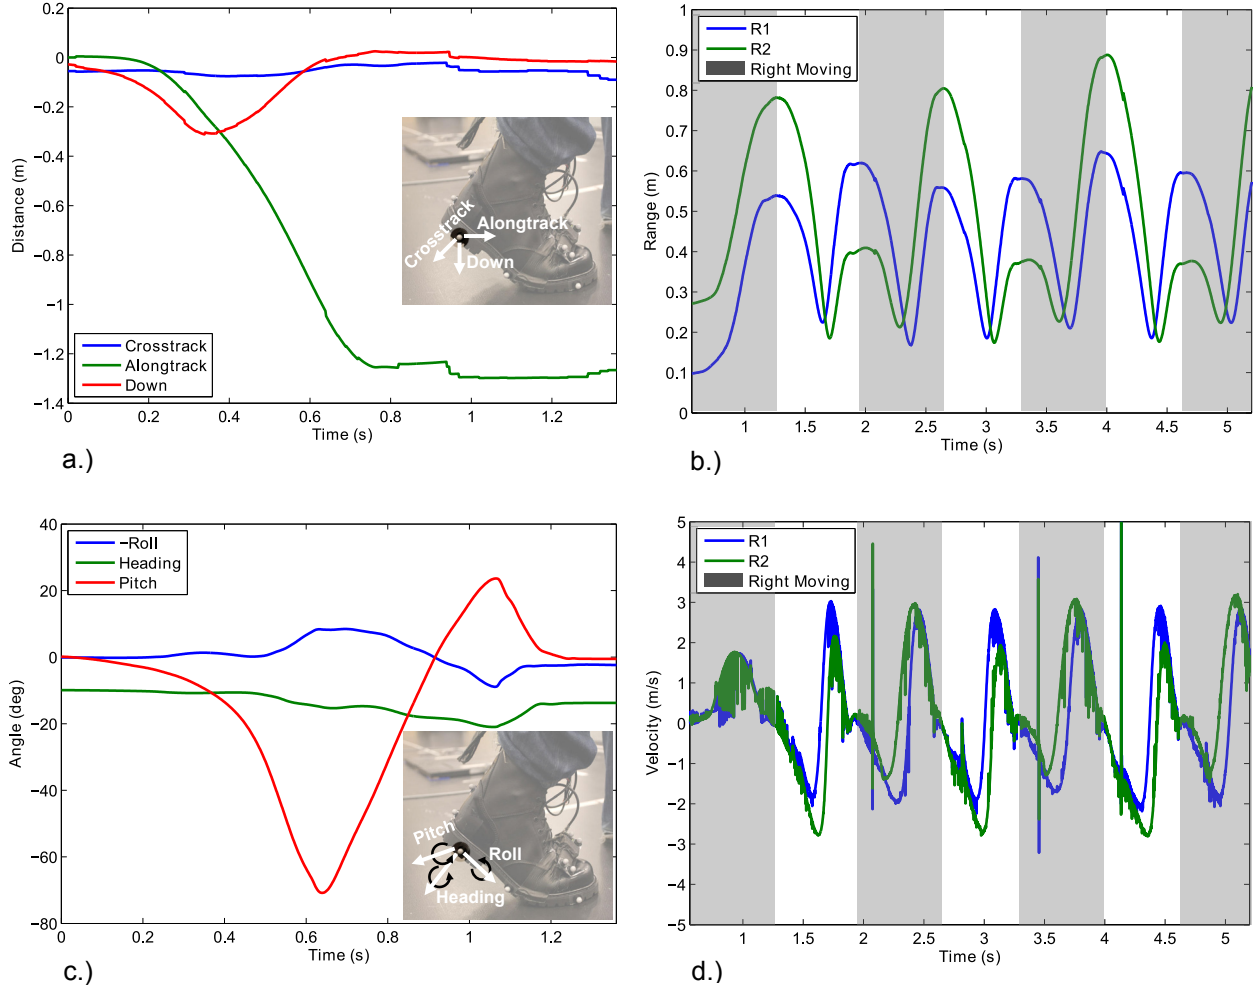 0
−0.2
−0.4
−0.6
−0.8
−1
−1.2
−1.4
Distance (m)
Crosstrack
Alongtrack
Down
Crosstrack
Alongtrack
Down
0 0.2 0.4 0.6 0.8 1 1.2
Time (s)
a.)
1
0.9
0.8
0.7
0.6
0.5
0.4
0.3
0.2
0.1
0
Range (m)
R1
R2
Right Moving
1 1.5 2 2.5 3 3.5 4 4.5 5
Time (s)
b.)
40
20
0
−20
−40
−60
−80
Angle (deg)
−Roll
Heading
Pitch
Pitch
Roll
Heading
0 0.2 0.4 0.6 0.8 1 1.2
Time (s)
c.)
5
4
3
2
1
0
−1
−2
−3
−4
−5
Velocity (m/s)
R1
R2
Right Moving
1 1.5 2 2.5 3 3.5 4 4.5 5
Time (s)
d.)